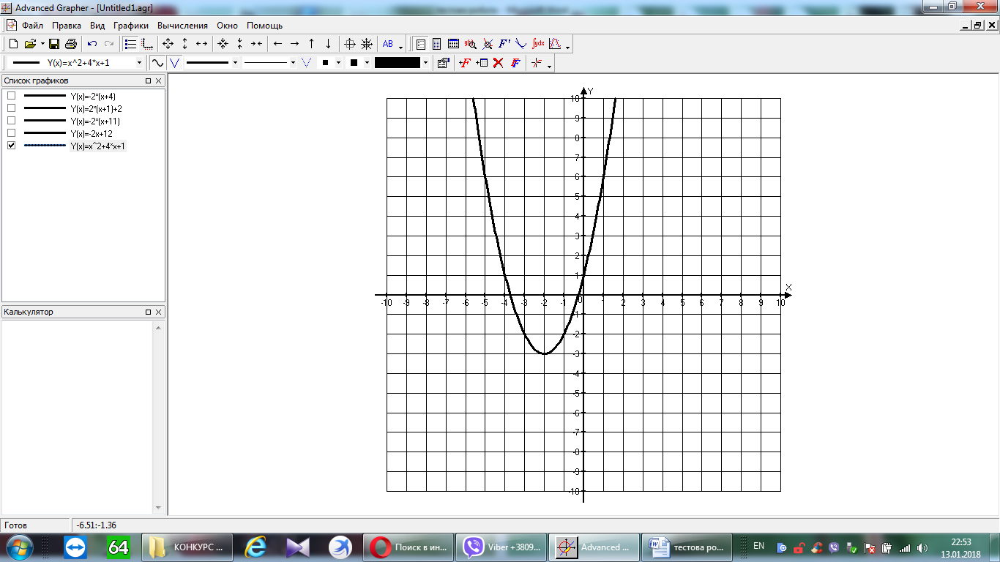 Advanced Grapher - [Untitled1.agr]
Файл Правка Вид Графики Вычисления Окно Помощь
AB
Y(x)=x^2+4*x+1
Список графиков
Y(x)=-2*(x+4)
Y(x)=2*(x+1)+2
Y(x)=-2*(x+11)
Y(x)=-2x+12
Y(x)=x^2+4*x+1
Калькулятор
Y
10
9
8
7
6
5
4
3
2
1
X
-10 -9 -8 -7 -6 -5 -4 -3 -2 -1 0 1 2 3 4 5 6 7 8 9 10
-1
-2
-3
-4
-5
-6
-7
-8
-9
-10
Готов
-6.51:-1.36
64
КОНКУРС ...
Поиск в ин...
Viber +3809...
Advanced ...
тестова ро...
EN
22:53
13.01.2018